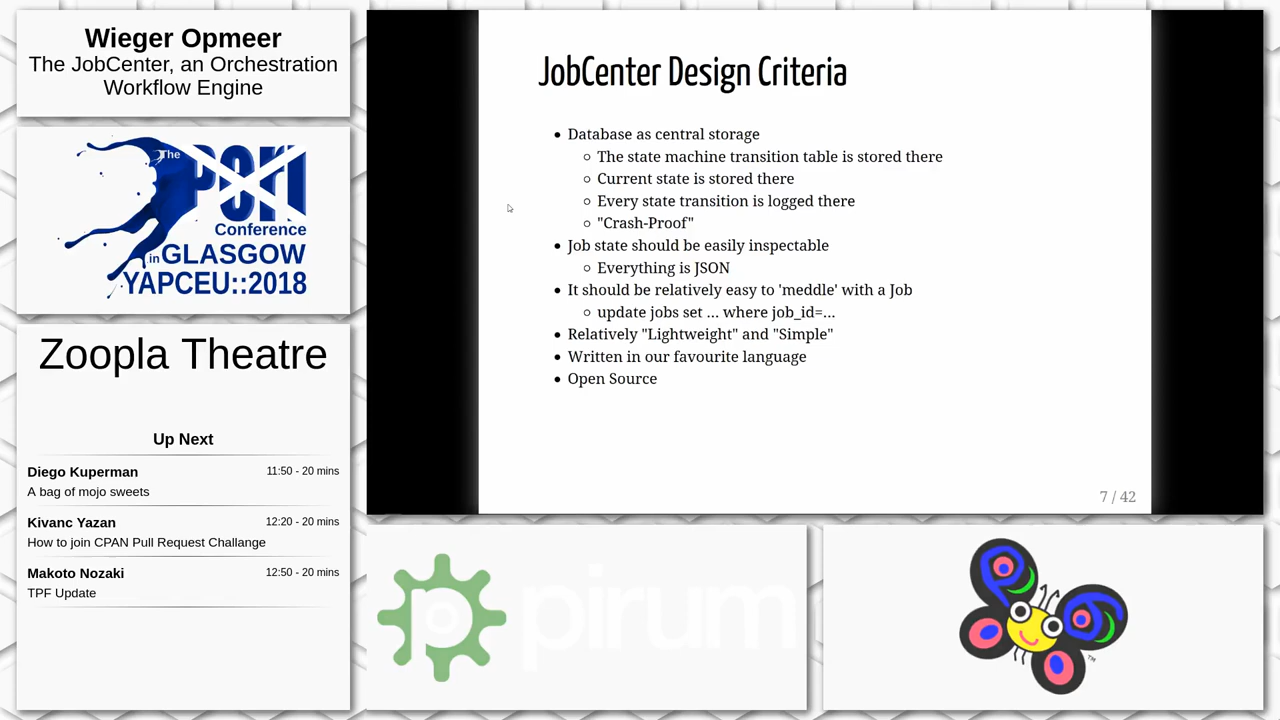 Wieger Opmeer
The JobCenter, an Orchestration
Workflow Engine
The
Perl
Conference
in GLASGOW
YAPCEU::2018
Zoopla Theatre
Up Next
Diego Kuperman 11:50 - 20 mins
A bag of mojo sweets
Kivanc Yazan 12:20 - 20 mins
How to join CPAN Pull Request Challange
Makoto Nozaki 12:50 - 20 mins
TPF Update
JobCenter Design Criteria
• Database as central storage
◦ The state machine transition table is stored there
◦ Current state is stored there
◦ Every state transition is logged there
◦ "Crash-Proof"
• Job state should be easily inspectable
◦ Everything is JSON
• It should be relatively easy to 'meddle' with a Job
◦ update jobs set ... where job_id=...
• Relatively "Lightweight" and "Simple"
• Written in our favourite language
• Open Source
7 / 42
p pirum
TM